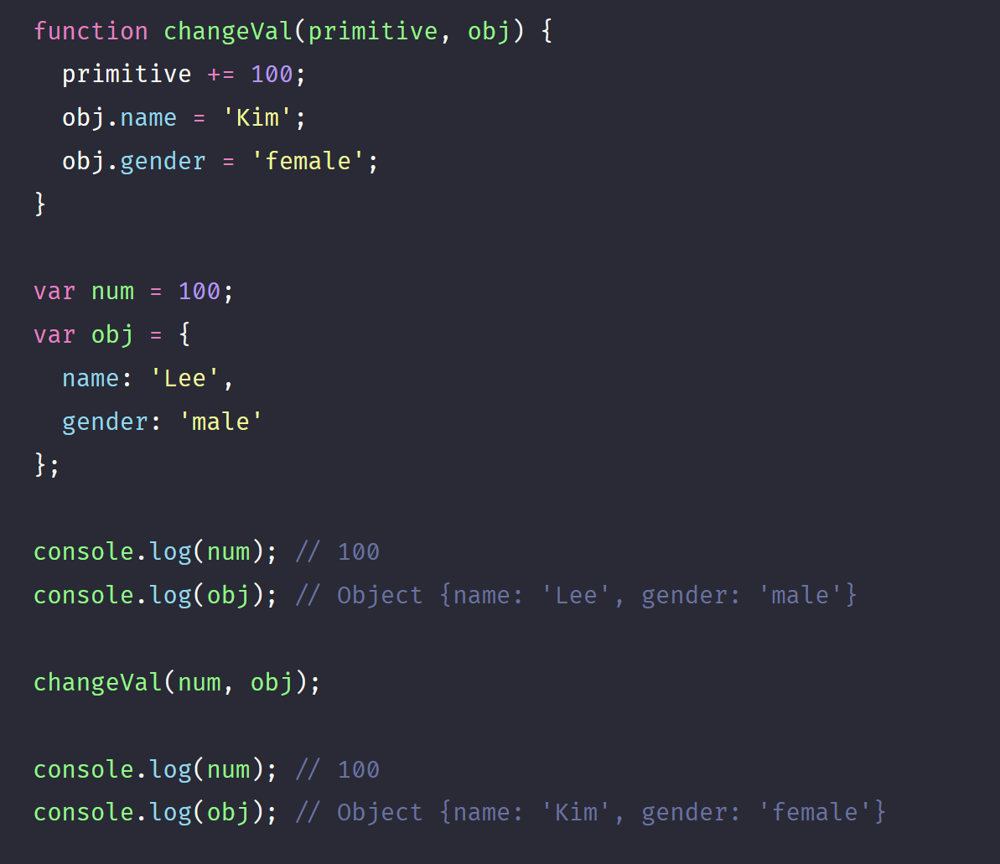 function changeVal(primitive, obj) {
  primitive += 100;
  obj.name = 'Kim';
  obj.gender = 'female';
}
var num = 100;
var obj = {
  name: 'Lee',
  gender: 'male'
};
console.log(num); // 100
console.log(obj); // Object {name: 'Lee', gender: 'male'}
changeVal(num, obj);
console.log(num); // 100
console.log(obj); // Object {name: 'Kim', gender: 'female'}